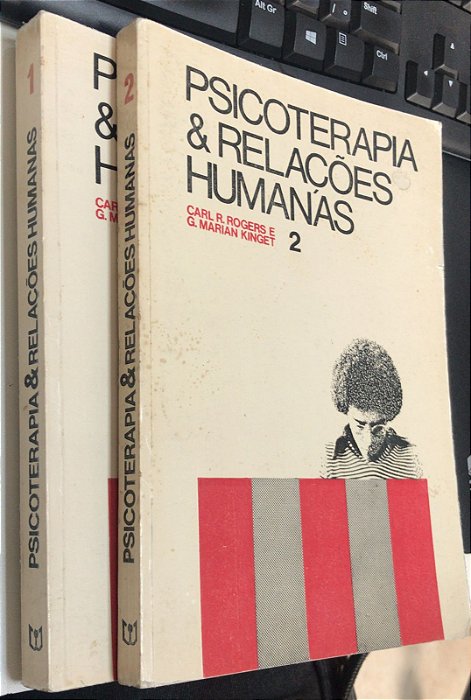 Alt Gr
Shift
Ctrl
1
PSICOTERAPIA & RELAÇÕES HUMANAS
P
&
H
CAR
G. M
2
PSICOTERAPIA & RELAÇÕES HUMANAS
PSICOTERAPIA
& RELAÇÕES
HUMANAS
CARL R. ROGERS E
G. MARIAN KINGET 2